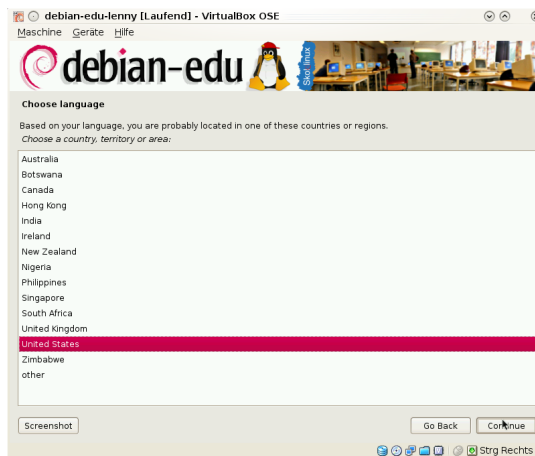 debian-edu-lenny [Laufend] - VirtualBox OSE
Maschine Geräte Hilfe
debian-edu
Skolelinux
Choose language
Based on your language, you are probably located in one of these countries or regions.
Choose a country, territory or area:
Australia
Botswana
Canada
Hong Kong
India
Ireland
New Zealand
Nigeria
Philippines
Singapore
South Africa
United Kingdom
United States
Zimbabwe
other
Screenshot Go Back Continue
Strg Rechts